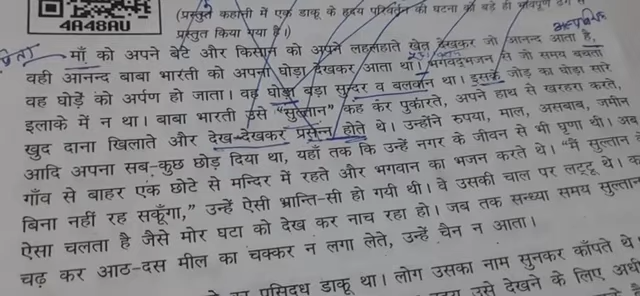 (प्रस्तुत कहानी में एक डाकू के हृदय परिवर्तन की घटना को बड़े ही भावपूर्ण ढंग से
प्रस्तुत किया गया है।)
4A48AU
माँ को अपने बेटे और किसान को अपने लहलहाते खेत देखकर जो आनन्द आता है,
वही आनन्द बाबा भारती को अपना घोड़ा देखकर आता था। भगवद्भजन से जो समय बचता
वह घोड़े को अर्पण हो जाता। वह घोड़ा बड़ा सुन्दर व बलवान था। इसके जोड़ का घोड़ा सारे
इलाके में न था। बाबा भारती उसे "सुल्तान" कह कर पुकारते, अपने हाथ से खरहरा करते,
खुद दाना खिलाते और देख-देखकर प्रसन्न होते थे। उन्होंने रुपया, माल, असबाब, जमीन
आदि अपना सब-कुछ छोड़ दिया था, यहाँ तक कि उन्हें नगर के जीवन से भी घृणा थी। अब
गाँव से बाहर एक छोटे से मन्दिर में रहते और भगवान का भजन करते थे। "मैं सुल्तान
बिना नहीं रह सकूँगा," उन्हें ऐसी भ्रान्ति-सी हो गयी थी। वे उसकी चाल पर लट्टू थे।
ऐसा चलता है जैसे मोर घटा को देख कर नाच रहा हो। जब तक सन्ध्या समय सुल्तान
चढ़ कर आठ-दस मील का चक्कर न लगा लेते, उन्हें चैन न आता।
प्रसिद्ध डाकू था। लोग उसका नाम सुनकर काँपते थे।
उसे देखने के लिए